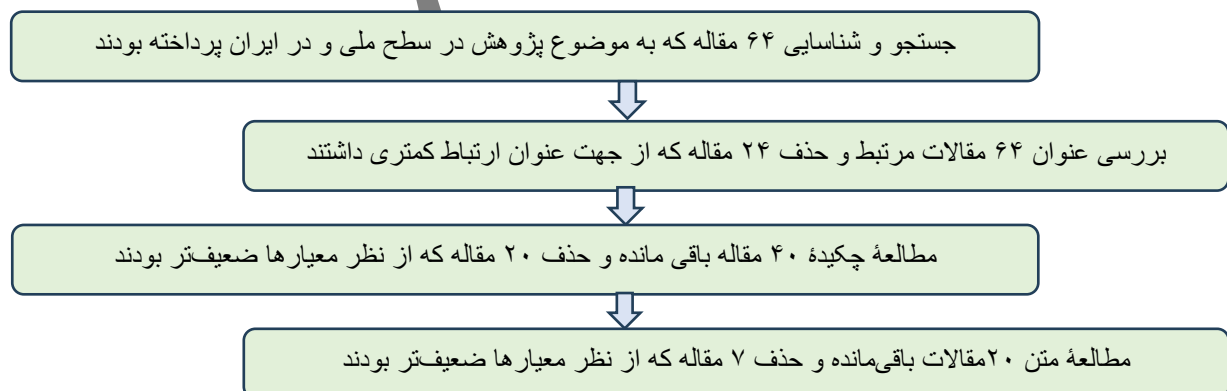 جستجو و شناسایی ۶۴ مقاله که به موضوع پژوهش در سطح ملی و در ایران پرداخته بودند
بررسی عنوان ۶۴ مقالات مرتبط و حذف ۲۴ مقاله که از جهت عنوان ارتباط کمتری داشتند
مطالعۀ چکیدۀ ۴۰ مقاله باقی مانده و حذف ۲۰ مقاله که از نظر معیارها ضعیف‌تر بودند
مطالعۀ متن ۲۰مقالات باقی‌مانده و حذف ۷ مقاله که از نظر معیارها ضعیف‌تر بودند